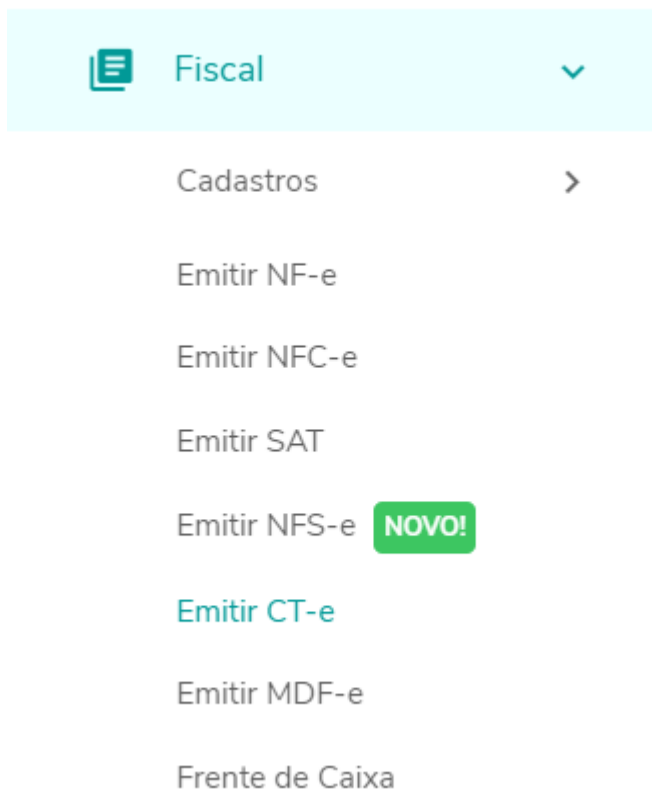 Fiscal
Cadastros
Emitir NF-e
Emitir NFC-e
Emitir SAT
Emitir NFS-e NOVO!
Emitir CT-e
Emitir MDF-e
Frente de Caixa